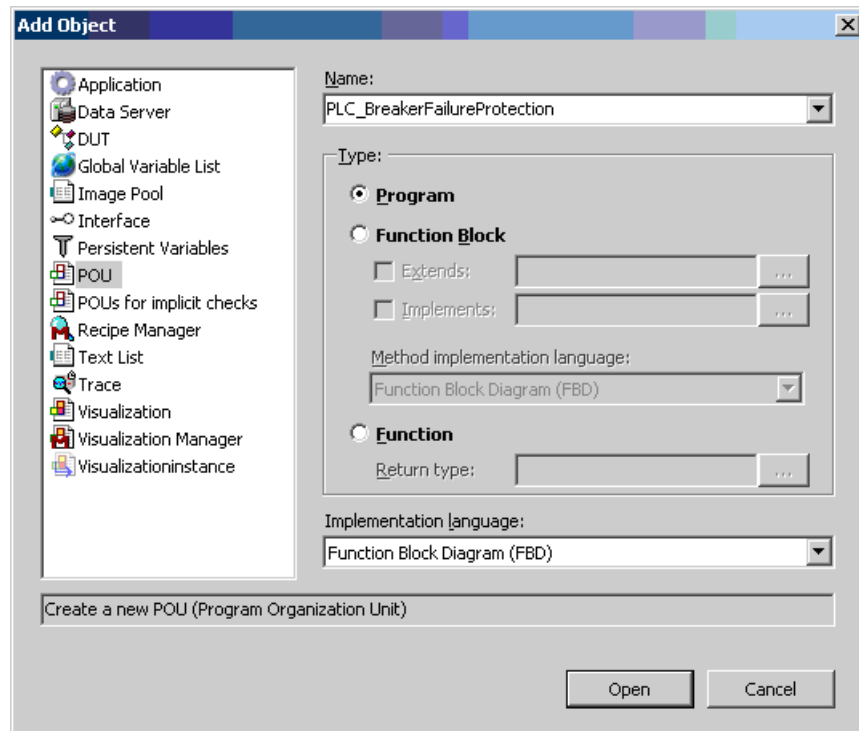 Add Object
Application
Data Server
DUT
Global Variable List
Image Pool
Interface
Persistent Variables
POU
POUs for implicit checks
Recipe Manager
Text List
Trace
Visualization
Visualization Manager
Visualizationinstance
Name:
PLC_BreakerFailureProtection
Type:
Program
Function Block
Extends:
...
Implements:
...
Method implementation language:
Function Block Diagram (FBD)
Function
Return type:
...
Implementation language:
Function Block Diagram (FBD)
Create a new POU (Program Organization Unit)
Open
Cancel